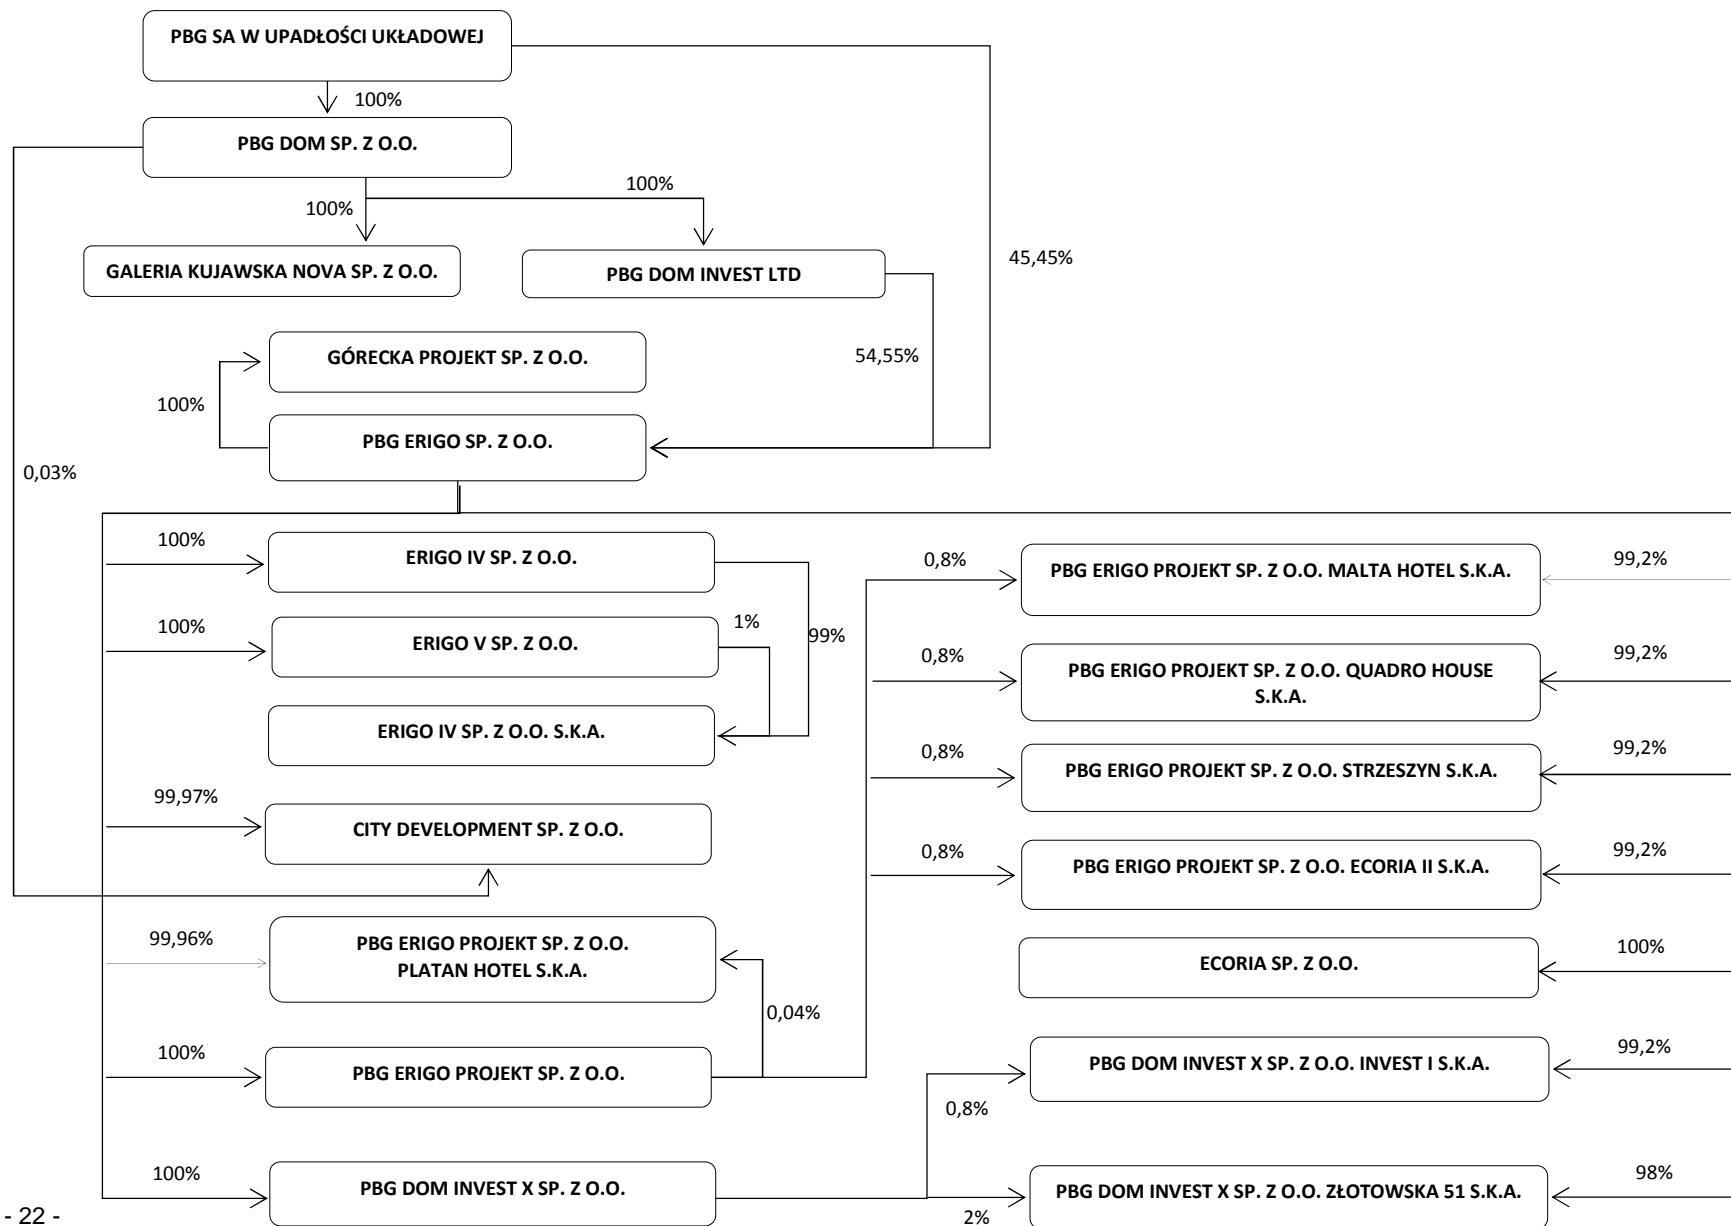 PBG SA W UPADŁOŚCI UKŁADOWEJ
100%
PBG DOM SP. Z O.O.
100%
100%
GALERIA KUJAWSKA NOVA SP. Z O.O.
PBG DOM INVEST LTD
45,45%
GÓRECKA PROJEKT SP. Z O.O.
54,55%
100%
PBG ERIGO SP. Z O.O.
0,03%
100%
ERIGO IV SP. Z O.O.
100%
ERIGO V SP. Z O.O.
1%
99%
ERIGO IV SP. Z O.O. S.K.A.
99,97%
CITY DEVELOPMENT SP. Z O.O.
99,96%
PBG ERIGO PROJEKT SP. Z O.O.
PLATAN HOTEL S.K.A.
0,04%
100%
PBG ERIGO PROJEKT SP. Z O.O.
100%
PBG DOM INVEST X SP. Z O.O.
0,8%
PBG ERIGO PROJEKT SP. Z O.O. MALTA HOTEL S.K.A.
99,2%
0,8%
PBG ERIGO PROJEKT SP. Z O.O. QUADRO HOUSE
S.K.A.
99,2%
0,8%
PBG ERIGO PROJEKT SP. Z O.O. STRZESZYN S.K.A.
99,2%
0,8%
PBG ERIGO PROJEKT SP. Z O.O. ECORIA II S.K.A.
99,2%
ECORIA SP. Z O.O.
100%
PBG DOM INVEST X SP. Z O.O. INVEST I S.K.A.
99,2%
0,8%
PBG DOM INVEST X SP. Z O.O. ZŁOTOWSKA 51 S.K.A.
98%
2%
- 22 -